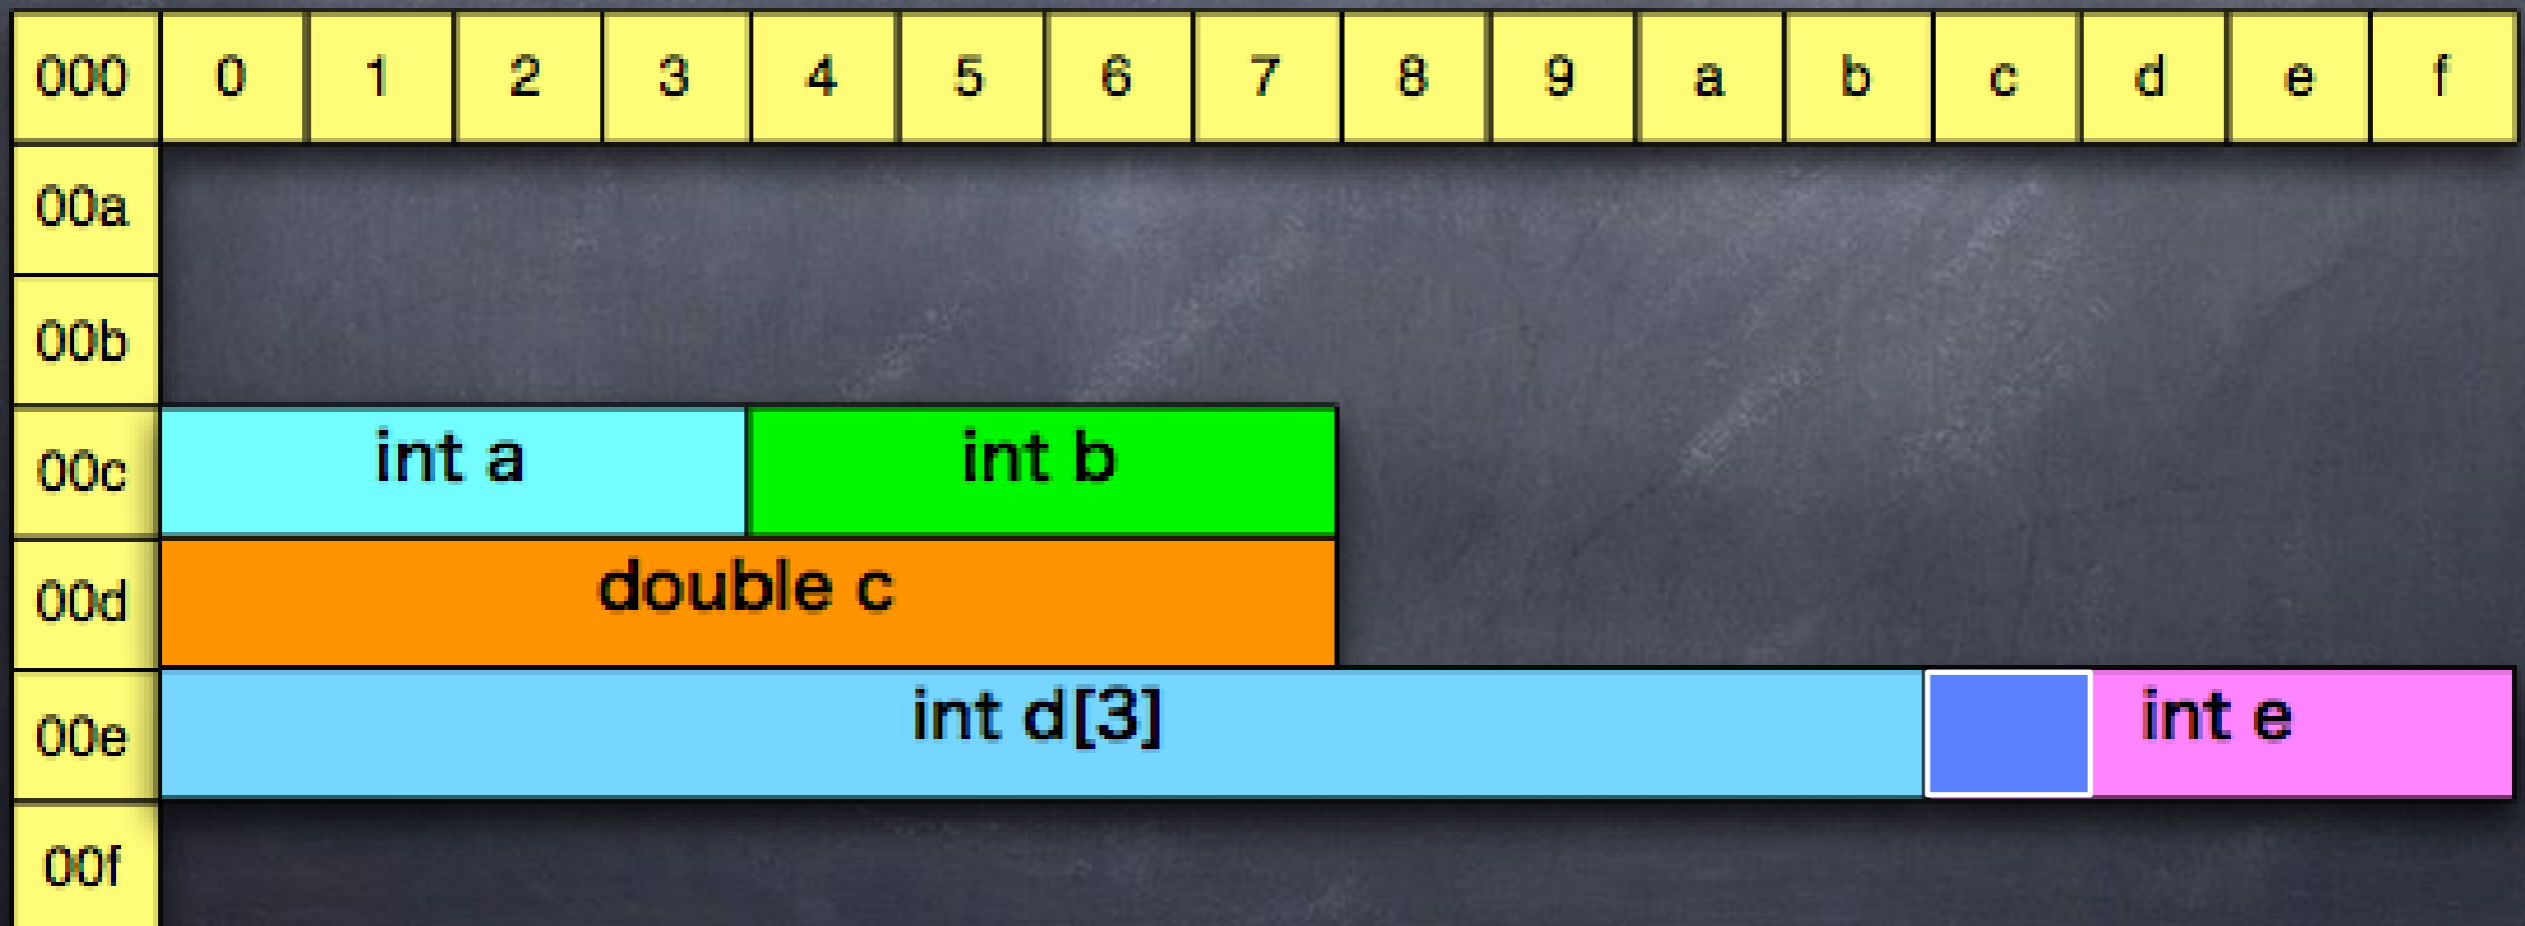 000 0 1 2 3 4 5 6 7 8 9 a b c d e f
00a
00b
00c int a int b
00d double c
00e int d[3] int e
00f